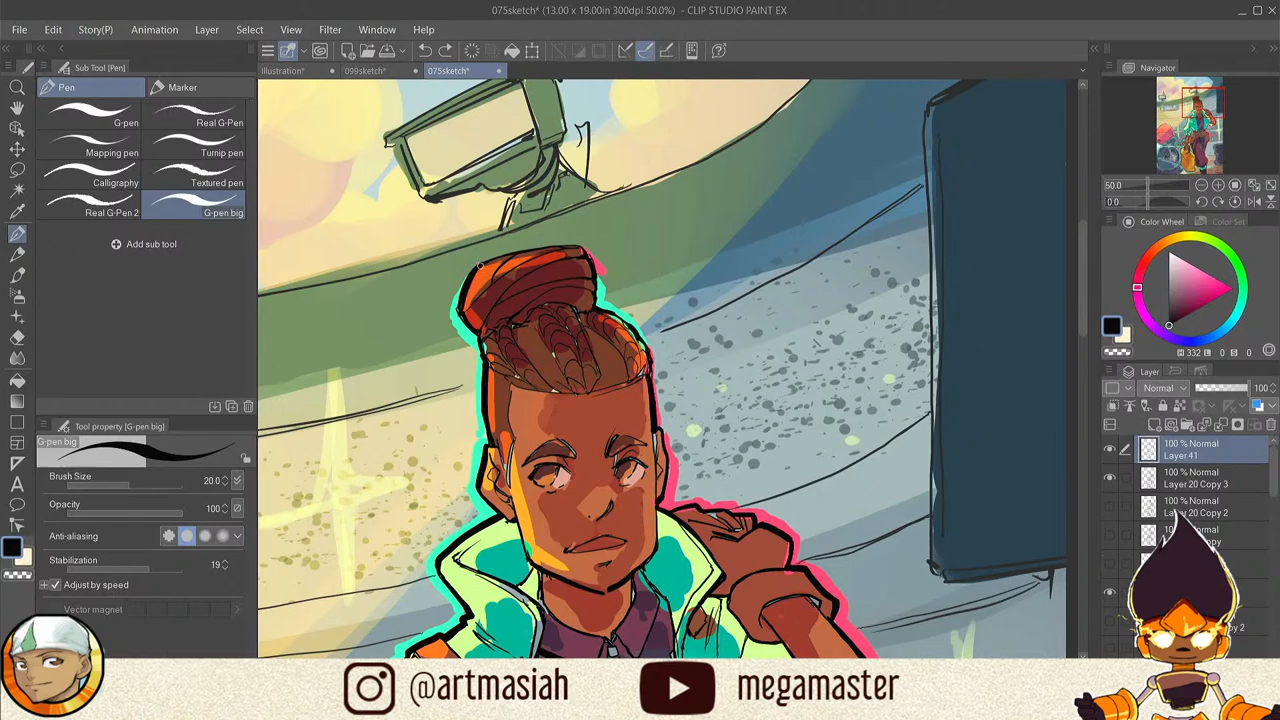 075sketch* (13.00 x 19.00in 300dpi 50.0%) - CLIP STUDIO PAINT EX
File Edit Story(P) Animation Layer Select View Filter Window Help
Illustration* 099sketch* 075sketch*
Sub Tool [Pen]
Pen Marker
G-pen Real G-Pen
Mapping pen Turnip pen
Calligraphy Textured pen
Real G-Pen 2 G-pen big
Add sub tool
Tool property [G-pen big]
G-pen big
Brush Size 20.0
Opacity 100
Anti-aliasing
Stabilization 19
Adjust by speed
Vector magnet
Navigator
50.0
0.0
Color Wheel Color Set
H 332 L 0 S 0
Layer
Normal 100
100 % Normal
Layer 41
100 % Normal
Layer 20 Copy 3
100 % Normal
Layer 20 Copy 2
@artmasiah megamaster